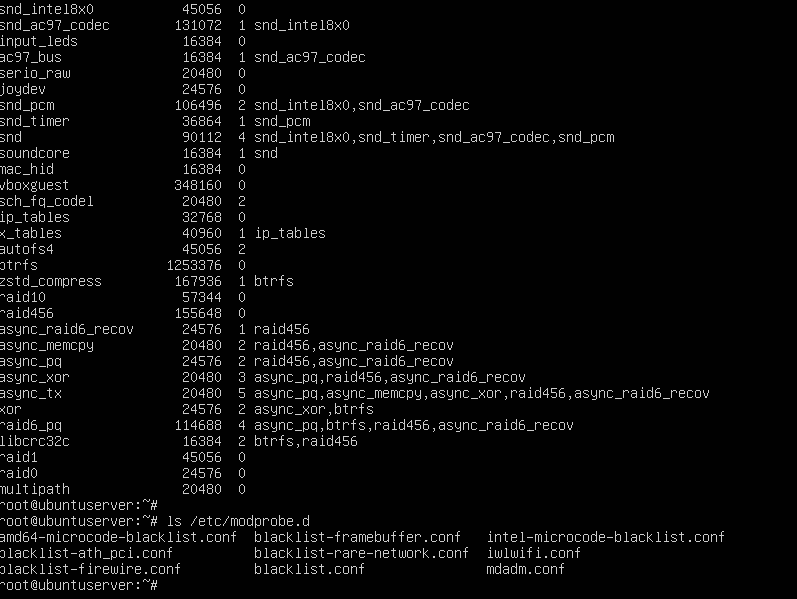 snd_intel8x0 45056 0
snd_ac97_codec 131072 1 snd_intel8x0
input_leds 16384 0
ac97_bus 16384 1 snd_ac97_codec
serio_raw 20480 0
joydev 24576 0
snd_pcm 106496 2 snd_intel8x0,snd_ac97_codec
snd_timer 36864 1 snd_pcm
snd 90112 4 snd_intel8x0,snd_timer,snd_ac97_codec,snd_pcm
soundcore 16384 1 snd
mac_hid 16384 0
vboxguest 348160 0
sch_fq_codel 20480 2
ip_tables 32768 0
x_tables 40960 1 ip_tables
autofs4 45056 2
btrfs 1253376 0
zstd_compress 167936 1 btrfs
raid10 57344 0
raid456 155648 0
async_raid6_recov 24576 1 raid456
async_memcpy 20480 2 raid456,async_raid6_recov
async_pq 24576 2 raid456,async_raid6_recov
async_xor 20480 3 async_pq,raid456,async_raid6_recov
async_tx 20480 5 async_pq,async_memcpy,async_xor,raid456,async_raid6_recov
xor 24576 2 async_xor,btrfs
raid6_pq 114688 4 async_pq,btrfs,raid456,async_raid6_recov
libcrc32c 16384 2 btrfs,raid456
raid1 45056 0
raid0 24576 0
multipath 20480 0
root@ubuntuserver:~#
root@ubuntuserver:~# ls /etc/modprobe.d
amd64-microcode-blacklist.conf blacklist-framebuffer.conf intel-microcode-blacklist.conf
blacklist-ath_pci.conf blacklist-rare-network.conf iwlwifi.conf
blacklist-firewire.conf blacklist.conf mdadm.conf
root@ubuntuserver:~#